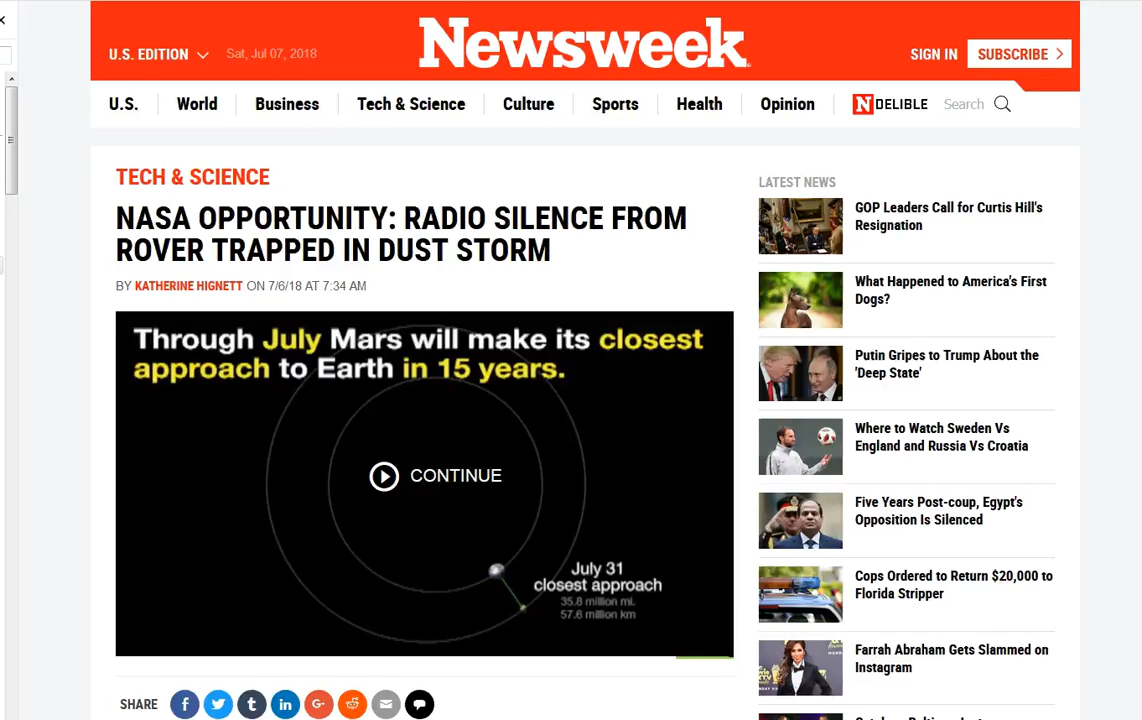 Newsweek
U.S. EDITION
Sat, Jul 07, 2018
SIGN IN
SUBSCRIBE
U.S.
World
Business
Tech & Science
Culture
Sports
Health
Opinion
N DELIBLE
Search
TECH & SCIENCE
NASA OPPORTUNITY: RADIO SILENCE FROM
ROVER TRAPPED IN DUST STORM
BY KATHERINE HIGNETT ON 7/6/18 AT 7:34 AM
Through July Mars will make its closest
approach to Earth in 15 years.
CONTINUE
July 31
closest approach
35.8 million mi.
57.6 million km
SHARE
LATEST NEWS
GOP Leaders Call for Curtis Hill's
Resignation
What Happened to America's First
Dogs?
Putin Gripes to Trump About the
'Deep State'
Where to Watch Sweden Vs
England and Russia Vs Croatia
Five Years Post-coup, Egypt's
Opposition Is Silenced
Cops Ordered to Return $20,000 to
Florida Stripper
Farrah Abraham Gets Slammed on
Instagram